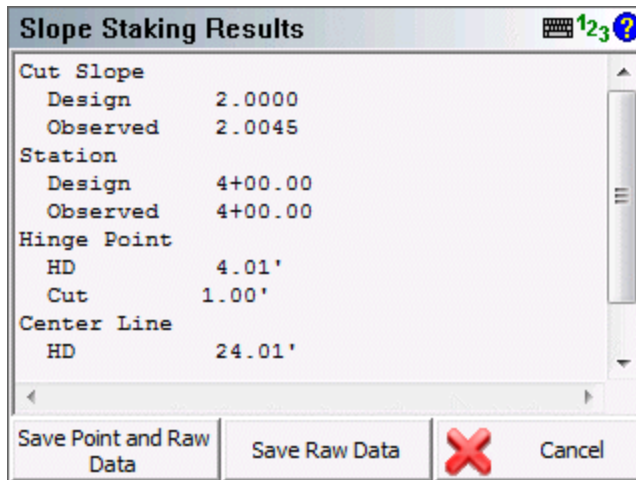 Slope Staking Results 123 ?
Cut Slope
Design 2.0000
Observed 2.0045
Station
Design 4+00.00
Observed 4+00.00
Hinge Point
HD 4.01'
Cut 1.00'
Center Line
HD 24.01'
Save Point and Raw
Data
Save Raw Data
Cancel